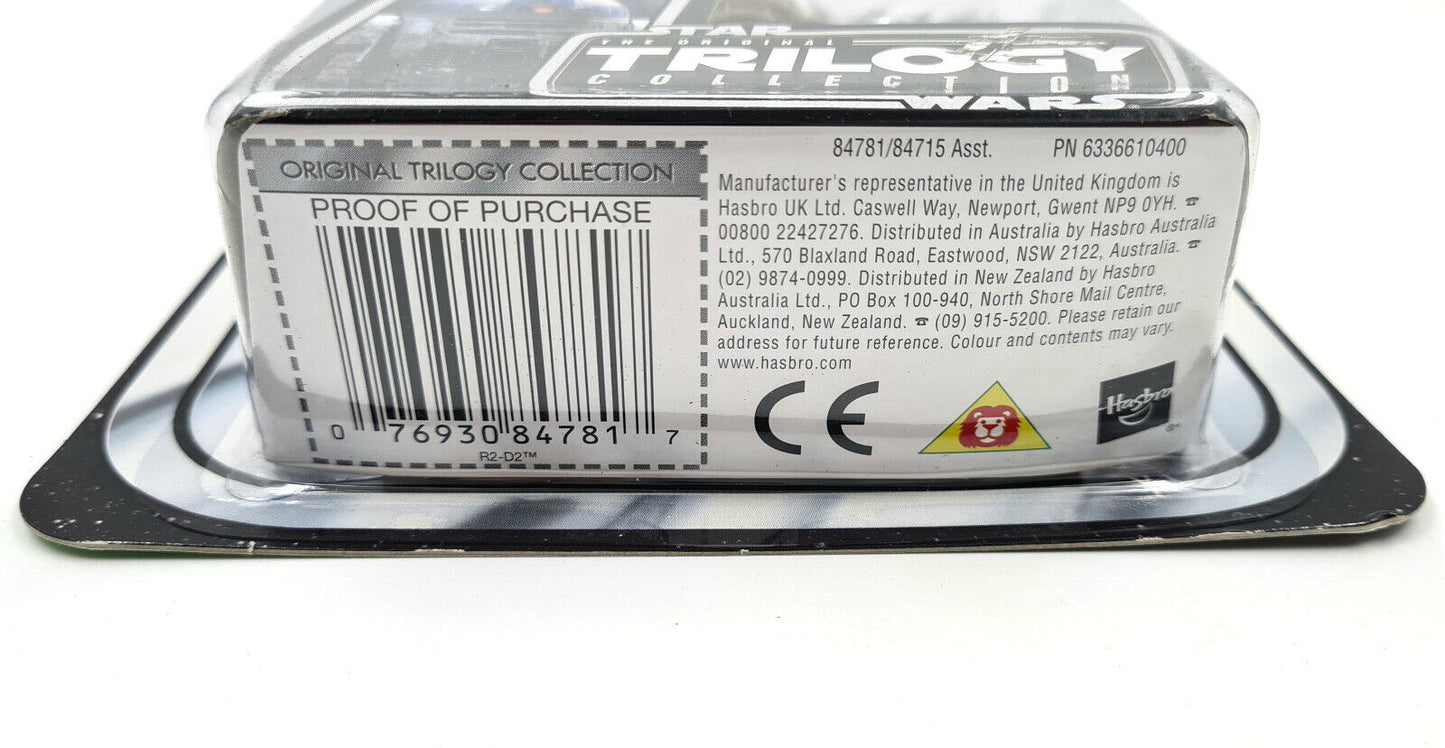 STAR
THE ORIGINAL
TRILOGY
COLLECTION
WARS
ORIGINAL TRILOGY COLLECTION
PROOF OF PURCHASE
0 76930 84781 7
R2-D2™
84781/84715 Asst. PN 6336610400
Manufacturer's representative in the United Kingdom is
Hasbro UK Ltd. Caswell Way, Newport, Gwent NP9 0YH. ☎
00800 22427276. Distributed in Australia by Hasbro Australia
Ltd., 570 Blaxland Road, Eastwood, NSW 2122, Australia. ☎
(02) 9874-0999. Distributed in New Zealand by Hasbro
Australia Ltd., PO Box 100-940, North Shore Mail Centre,
Auckland, New Zealand. ☎ (09) 915-5200. Please retain our
address for future reference. Colour and contents may vary.
www.hasbro.com
CE
Hasbro